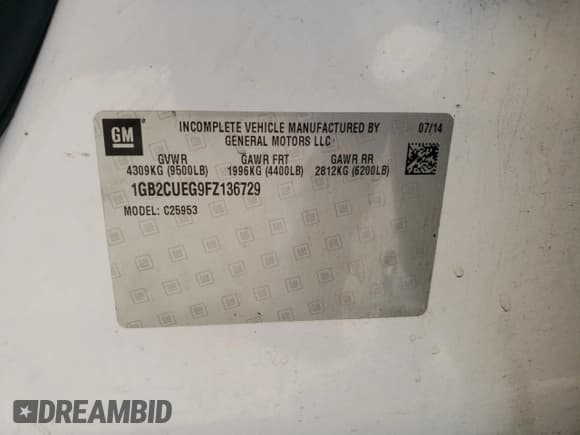 GM
INCOMPLETE VEHICLE MANUFACTURED BY 07/14
GENERAL MOTORS LLC
GVWR GAWR FRT GAWR RR
4309KG (9500LB) 1996KG (4400LB) 2812KG (6200LB)
1GB2CUEG9FZ136729
MODEL: C25953
DREAMBID